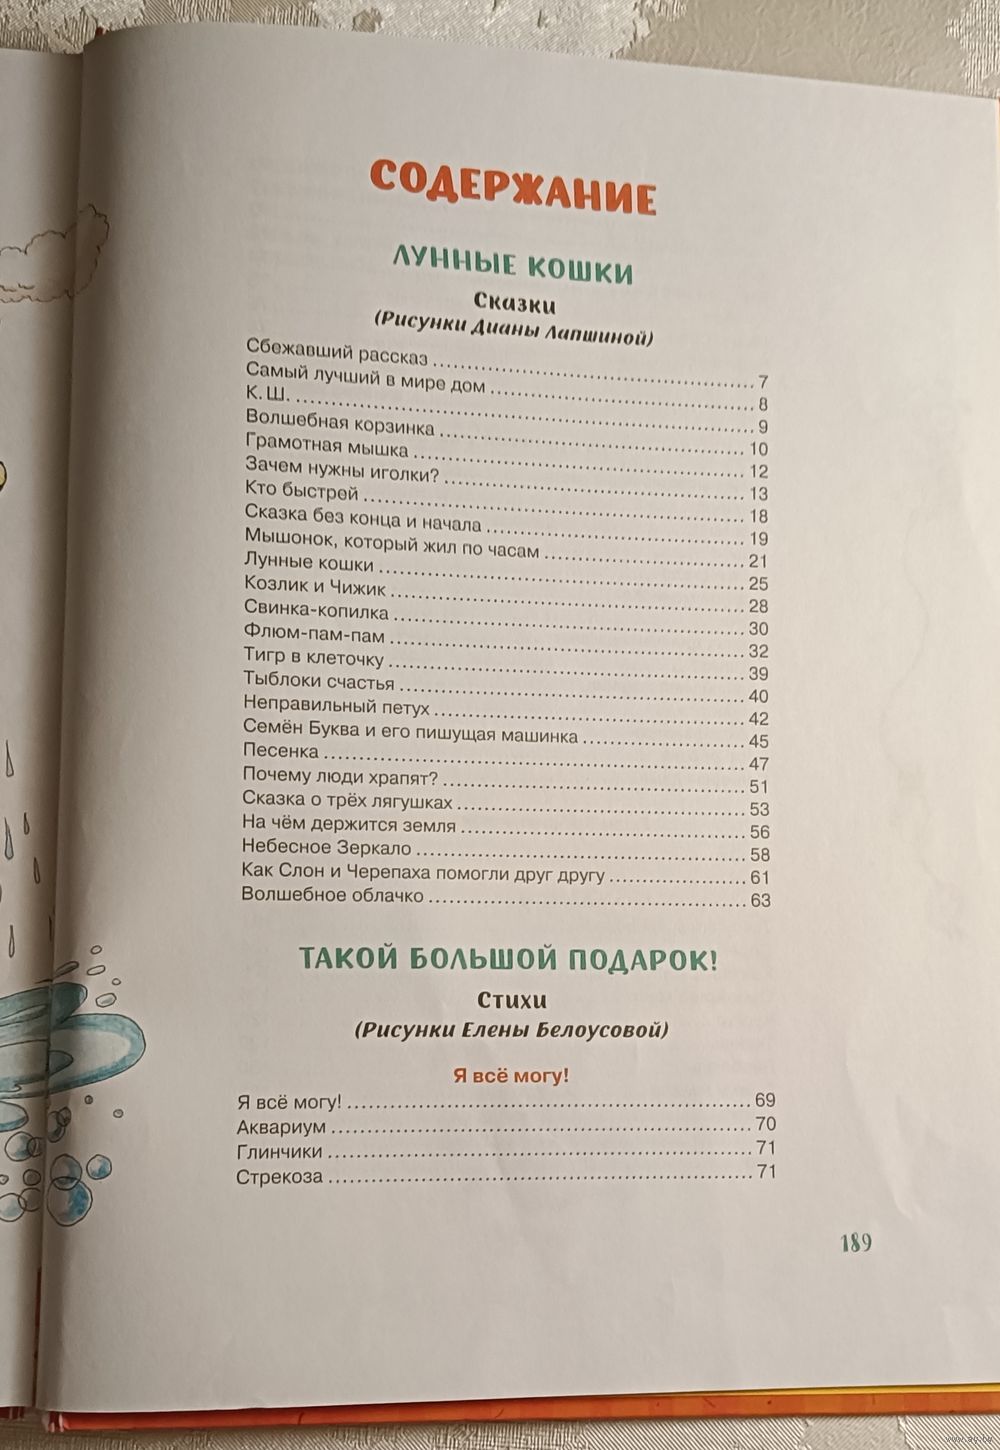 СОДЕРЖАНИЕ
ЛУННЫЕ КОШКИ
Сказки
(Рисунки Дианы Лапшиной)
Сбежавший рассказ ........ 7
Самый лучший в мире дом ........ 8
К. Ш. ........ 9
Волшебная корзинка ........ 10
Грамотная мышка ........ 12
Зачем нужны иголки? ........ 13
Кто быстрей ........ 18
Сказка без конца и начала ........ 19
Мышонок, который жил по часам ........ 21
Лунные кошки ........ 25
Козлик и Чижик ........ 28
Свинка-копилка ........ 30
Флюм-пам-пам ........ 32
Тигр в клеточку ........ 39
Тыблоки счастья ........ 40
Неправильный петух ........ 42
Семён Буква и его пишущая машинка ........ 45
Песенка ........ 47
Почему люди храпят? ........ 51
Сказка о трёх лягушках ........ 53
На чём держится земля ........ 56
Небесное Зеркало ........ 58
Как Слон и Черепаха помогли друг другу ........ 61
Волшебное облачко ........ 63
ТАКОЙ БОЛЬШОЙ ПОДАРОК!
Стихи
(Рисунки Елены Белоусовой)
Я всё могу!
Я всё могу! ........ 69
Аквариум ........ 70
Глинчики ........ 71
Стрекоза ........ 71
189